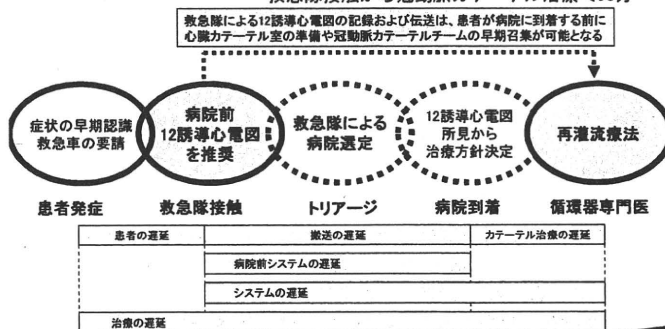 救急隊による12誘導心電図の記録および伝送は、患者が病院に到着する前に
心臓カテーテル室の準備や冠動脈カテーテルチームの早期召集が可能となる
症状の早期認識
救急車の要請
病院前
12誘導心電図
を推奨
救急隊による
病院選定
12誘導心電図
所見から
治療方針決定
再灌流療法
患者発症
救急隊接触
トリアージ
病院到着
循環器専門医
患者の遅延
搬送の遅延
カテーテル治療の遅延
病院前システムの遅延
システムの遅延
治療の遅延